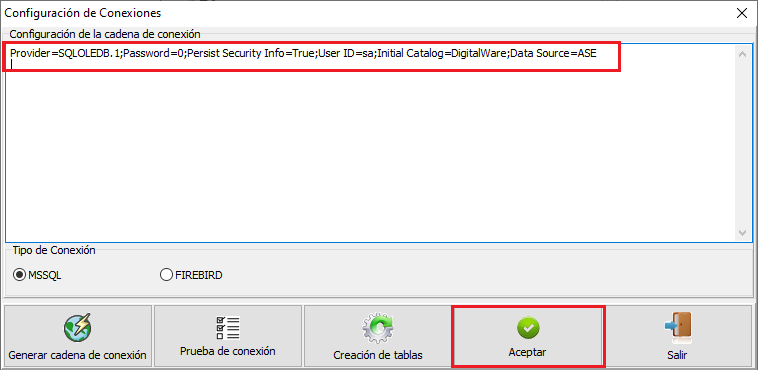 Configuración de Conexiones
Configuración de la cadena de conexión
Provider=SQLOLEDB.1;Password=0;Persist Security Info=True;User ID=sa;Initial Catalog=DigitalWare;Data Source=ASE
Tipo de Conexión
MSSQL
FIREBIRD
Generar cadena de conexión
Prueba de conexión
Creación de tablas
Aceptar
Salir